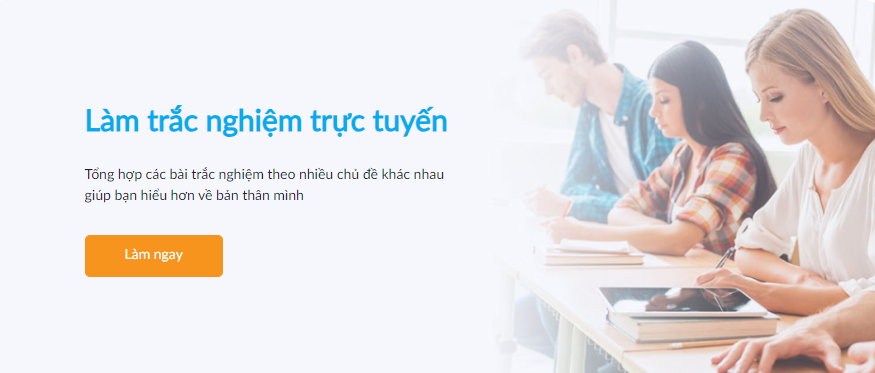 Làm trắc nghiệm trực tuyến
Tổng hợp các bài trắc nghiệm theo nhiều chủ đề khác nhau
giúp bạn hiểu hơn về bản thân mình
Làm ngay